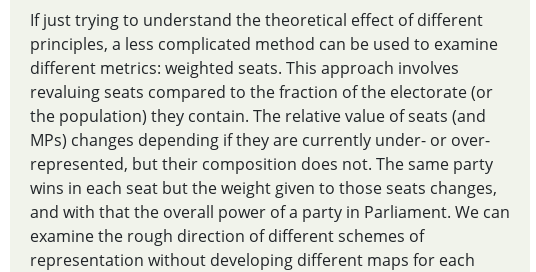 If just trying to understand the theoretical effect of different
principles, a less complicated method can be used to examine
different metrics: weighted seats. This approach involves
revaluing seats compared to the fraction of the electorate (or
the population) they contain. The relative value of seats (and
MPs) changes depending if they are currently under- or over-
represented, but their composition does not. The same party
wins in each seat but the weight given to those seats changes,
and with that the overall power of a party in Parliament. We can
examine the rough direction of different schemes of
representation without developing different maps for each